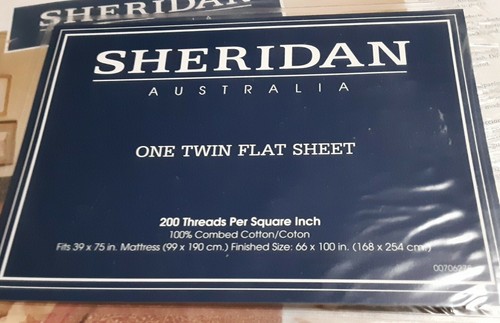 SHERIDAN
SHERIDAN
AUSTRALIA
ONE TWIN FLAT SHEET
200 Threads Per Square Inch
100% Combed Cotton/Coton
Fits 39 x 75 in. Mattress (99 x 190 cm.) Finished Size: 66 x 100 in. (168 x 254 cm.)